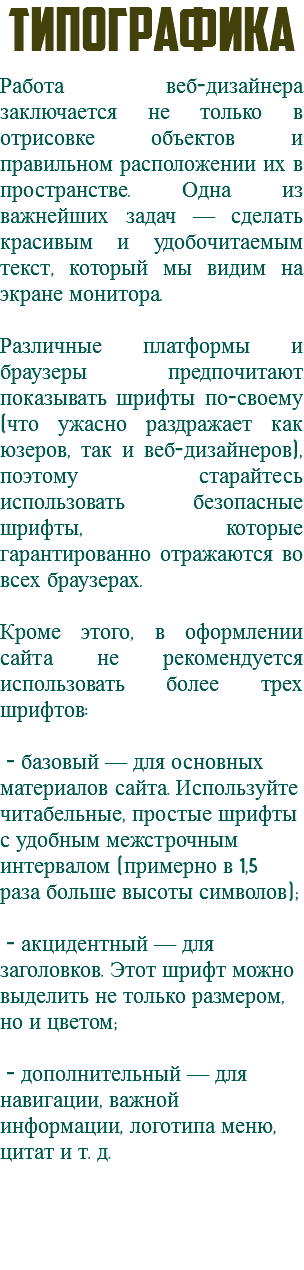 ТИПОГРАФИКА
Работа веб-дизайнера
заключается не только в
отрисовке объектов и
правильном расположении их в
пространстве. Одна из
важнейших задач — сделать
красивым и удобочитаемым
текст, который мы видим на
экране монитора.
Различные платформы и
браузеры предпочитают
показывать шрифты по-своему
(что ужасно раздражает как
юзеров, так и веб-дизайнеров),
поэтому старайтесь
использовать безопасные
шрифты, которые
гарантированно отражаются во
всех браузерах.
Кроме этого, в оформлении
сайта не рекомендуется
использовать более трех
шрифтов:
- базовый — для основных
материалов сайта. Используйте
читабельные, простые шрифты
с удобным межстрочным
интервалом (примерно в 1,5
раза больше высоты символов);
- акцидентный — для
заголовков. Этот шрифт можно
выделить не только размером,
но и цветом;
- дополнительный — для
навигации, важной
информации, логотипа меню,
цитат и т. д.